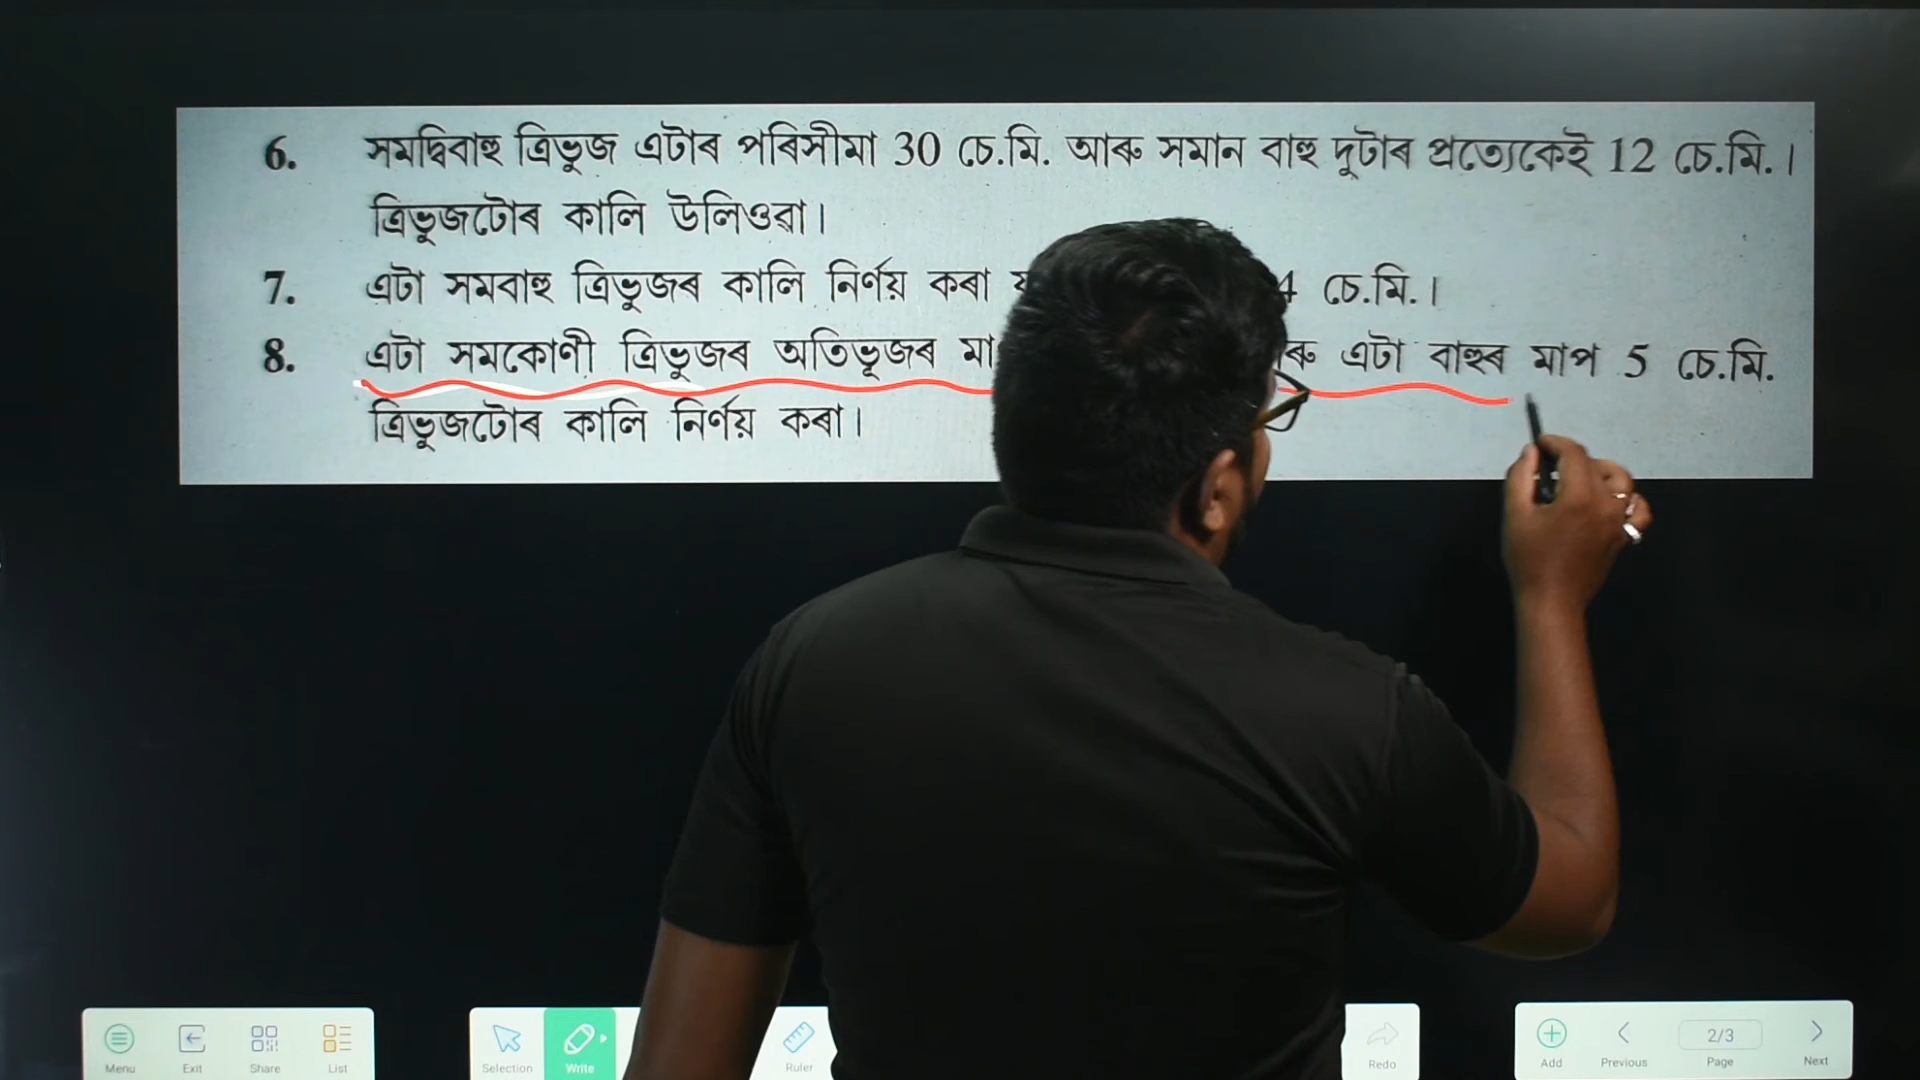 6. সমদ্বিবাহু ত্ৰিভুজ এটাৰ পৰিসীমা 30 চে.মি. আৰু সমান বাহু দুটাৰ প্ৰত্যেকেই 12 চে.মি.।
ত্ৰিভুজটোৰ কালি উলিওৱা।
7. এটা সমবাহু ত্ৰিভুজৰ কালি নিৰ্ণয় কৰা 4 চে.মি.।
8. এটা সমকোণী ত্ৰিভুজৰ অতিভূজৰ এটা বাহুৰ মাপ 5 চে.মি.
ত্ৰিভুজটোৰ কালি নিৰ্ণয় কৰা।
Menu Exit Share List Selection Write Ruler Redo Add Previous 2/3 Page Next